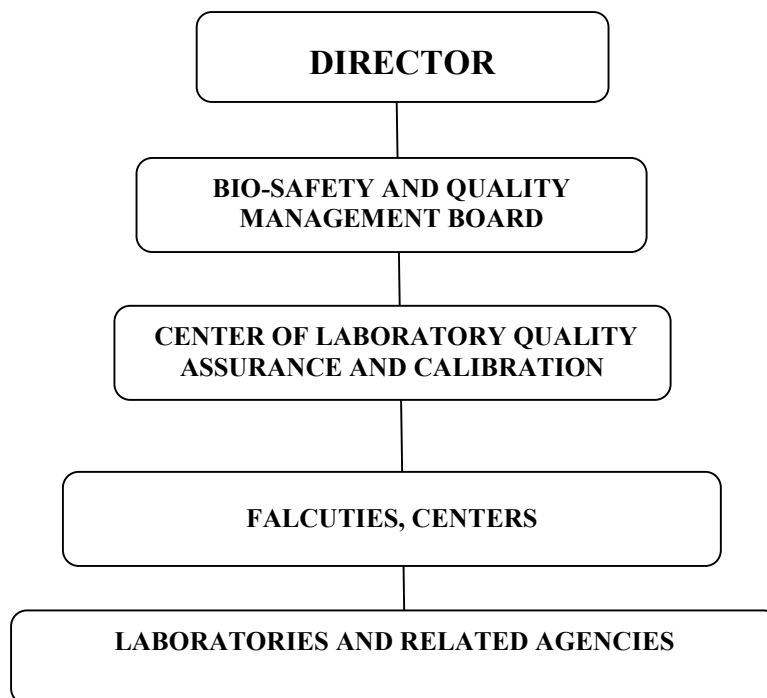 DIRECTOR
BIO-SAFETY AND QUALITY
MANAGEMENT BOARD
CENTER OF LABORATORY QUALITY
ASSURANCE AND CALIBRATION
FALCUTIES, CENTERS
LABORATORIES AND RELATED AGENCIES